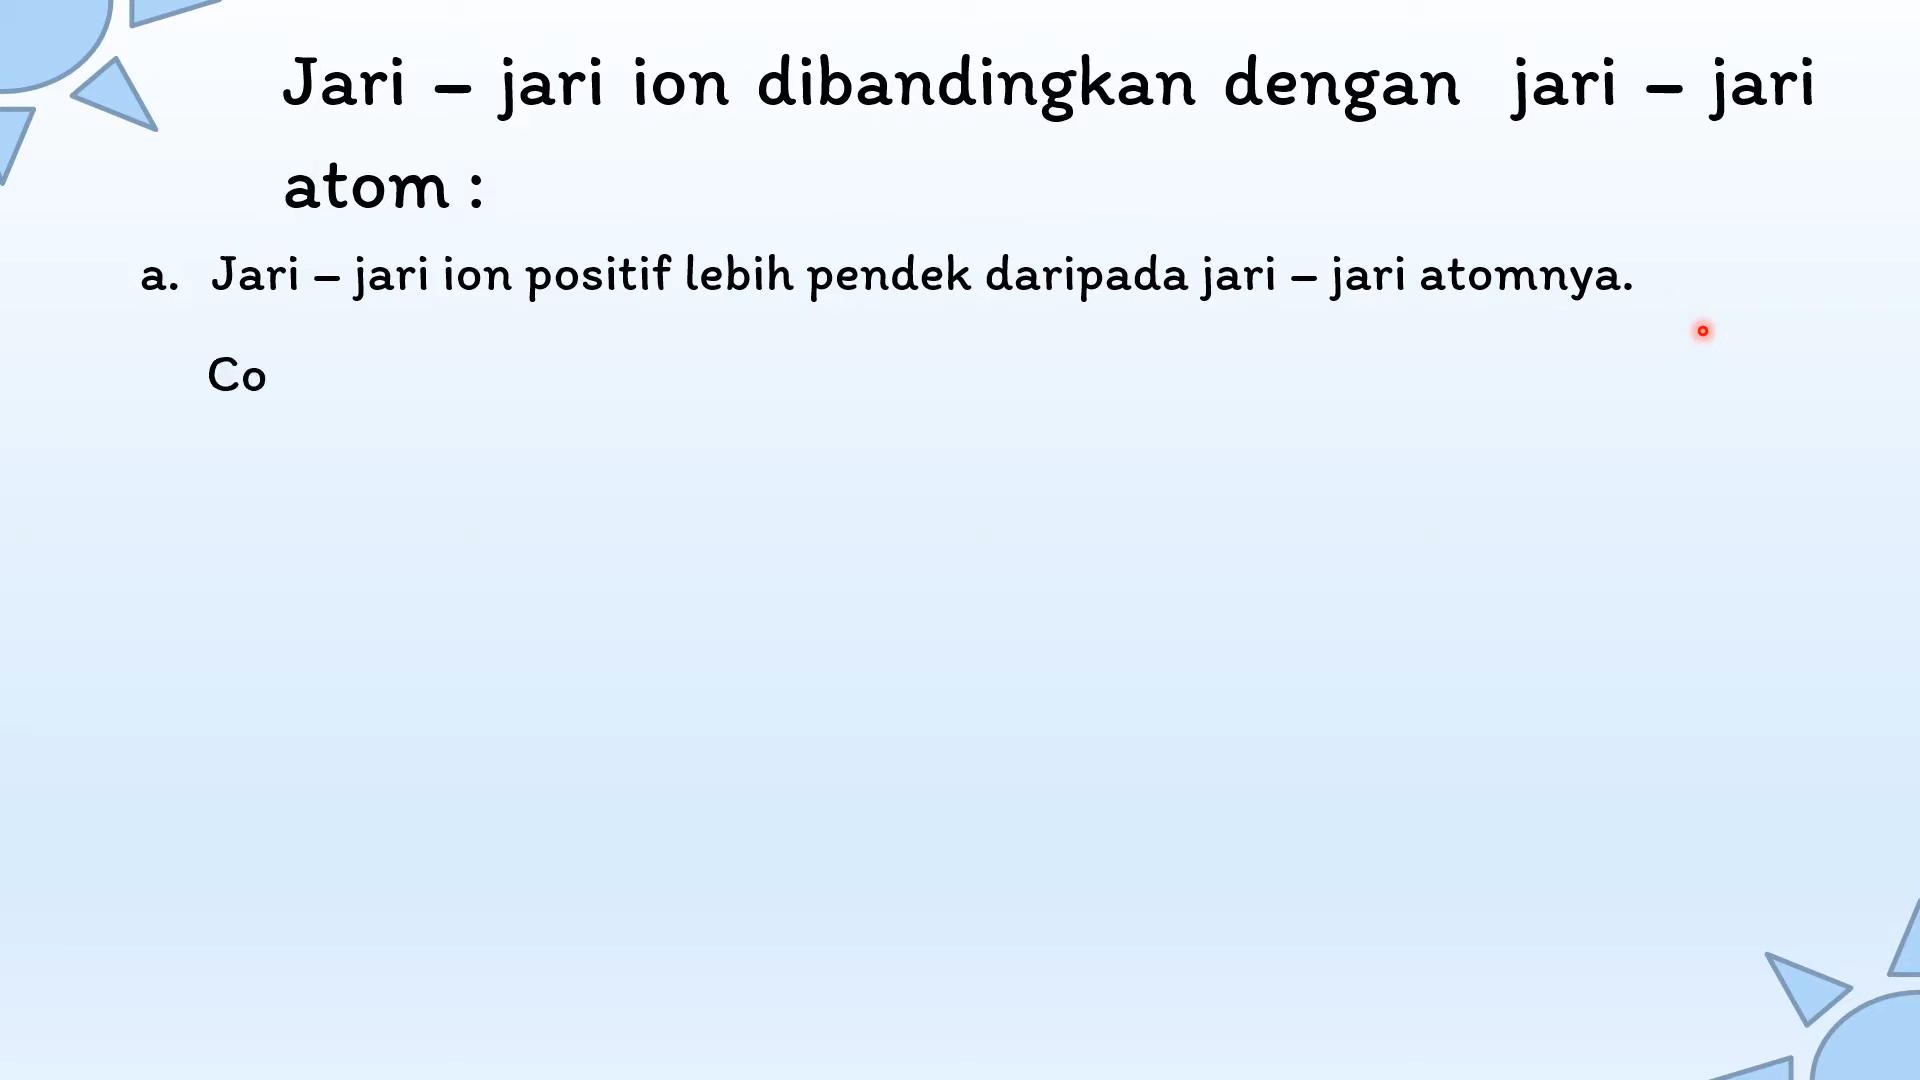 Jari – jari ion dibandingkan dengan jari – jari
atom :
a. Jari – jari ion positif lebih pendek daripada jari – jari atomnya.
Co